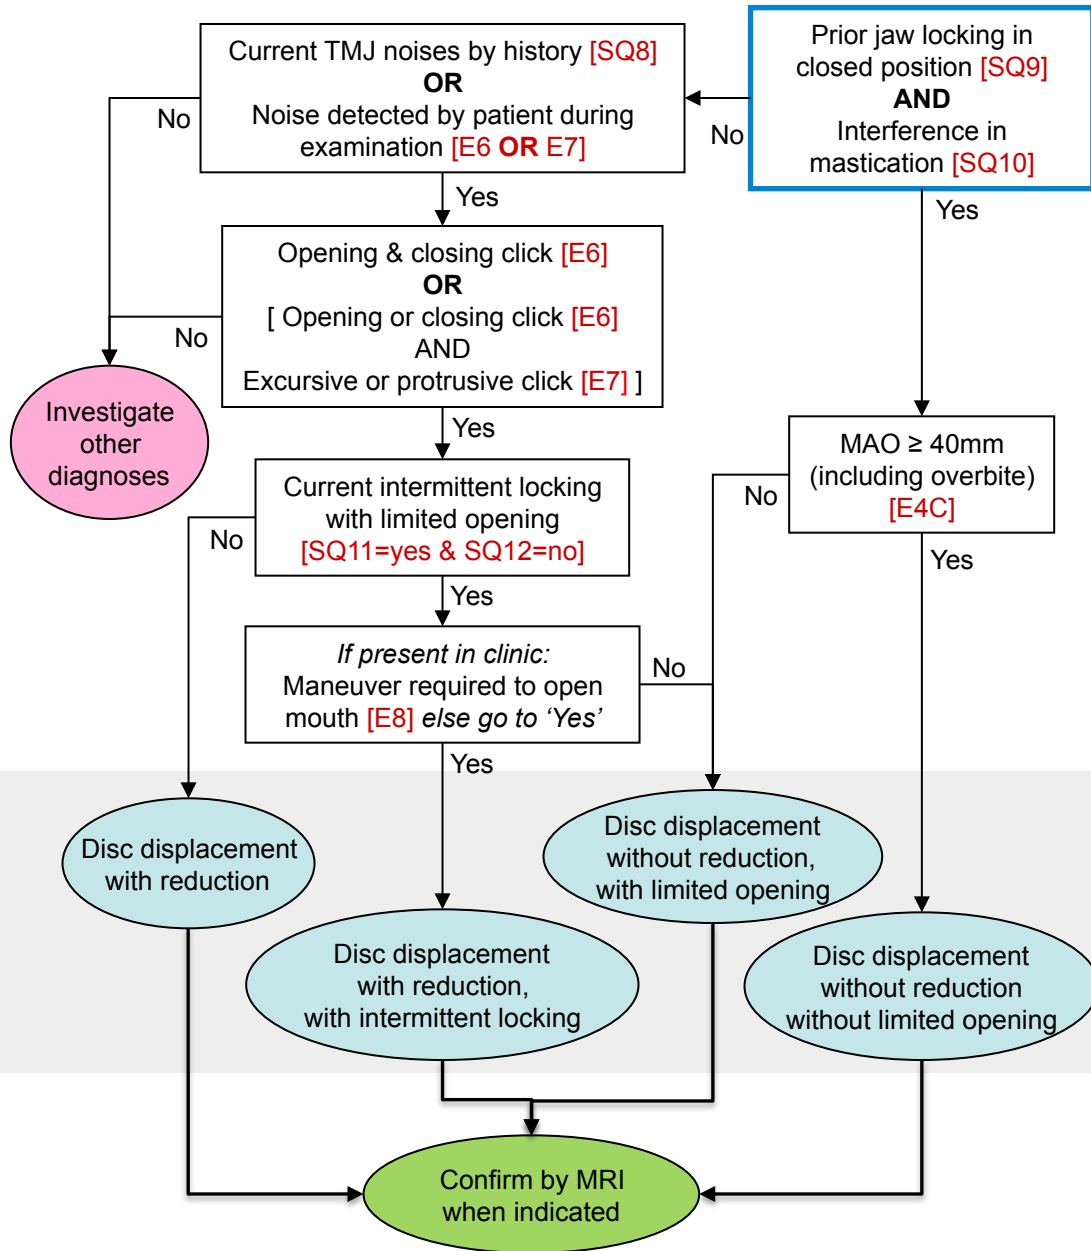 Current TMJ noises by history [SQ8]
OR
Noise detected by patient during
examination [E6 OR E7]
Prior jaw locking in
closed position [SQ9]
AND
Interference in
mastication [SQ10]
No
No
Yes
Yes
Opening & closing click [E6]
OR
[ Opening or closing click [E6]
AND
Excursive or protrusive click [E7] ]
No
Yes
Investigate
other
diagnoses
MAO ≥ 40mm
(including overbite)
[E4C]
Current intermittent locking
with limited opening
[SQ11=yes & SQ12=no]
No
No
Yes
Yes
If present in clinic:
Maneuver required to open
mouth [E8] else go to ‘Yes’
No
Yes
Disc displacement
with reduction
Disc displacement
without reduction,
with limited opening
Disc displacement
with reduction,
with intermittent locking
Disc displacement
without reduction
without limited opening
Confirm by MRI
when indicated